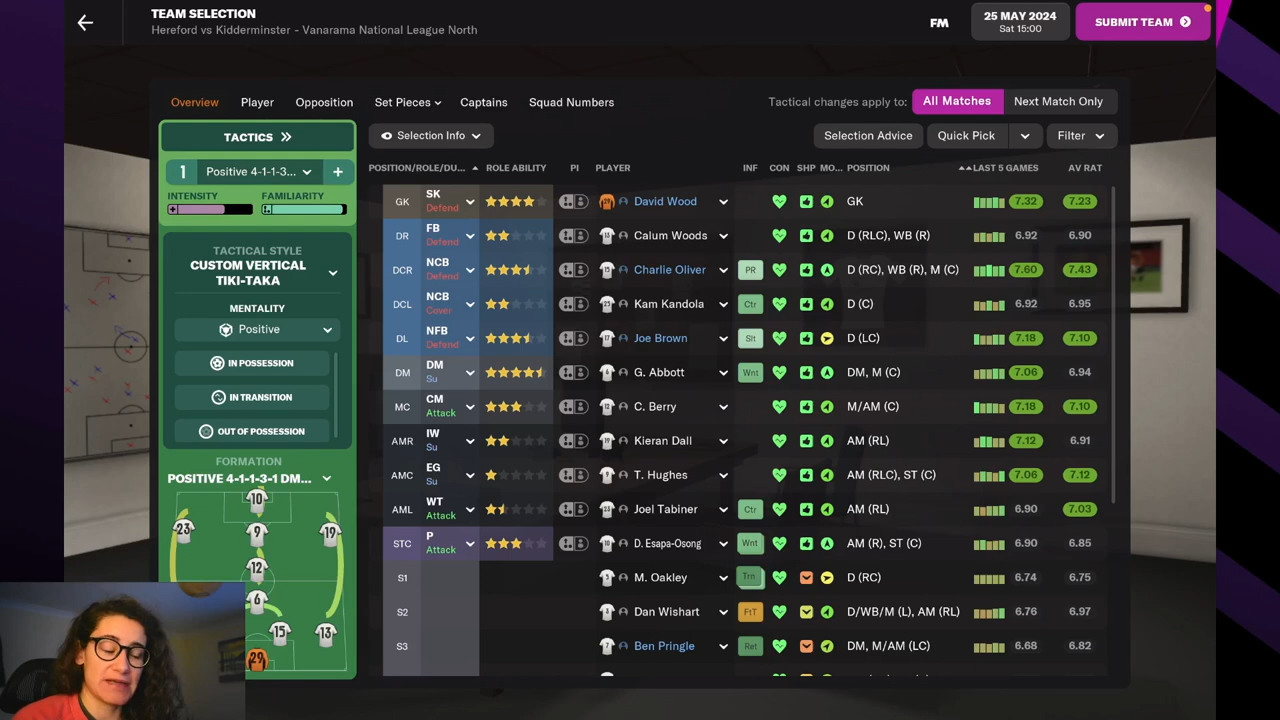 TEAM SELECTION
Hereford vs Kidderminster - Vanarama National League North
FM
25 MAY 2024
Sat 15:00
SUBMIT TEAM
Overview Player Opposition Set Pieces Captains Squad Numbers
Tactical changes apply to: All Matches Next Match Only
TACTICS
1 Positive 4-1-1-3... +
INTENSITY FAMILIARITY
TACTICAL STYLE
CUSTOM VERTICAL
TIKI-TAKA
MENTALITY
Positive
IN POSSESSION
IN TRANSITION
OUT OF POSSESSION
FORMATION
POSITIVE 4-1-1-3-1 DM...
10
23 9 19
12
6
15 13
29
Selection Info Selection Advice Quick Pick Filter
POSITION/ROLE/DU... ROLE ABILITY PI PLAYER INF CON SHP MO... POSITION LAST 5 GAMES AV RAT
GK SK Defend David Wood GK 7.32 7.23
DR FB Defend Calum Woods D (RLC), WB (R) 6.92 6.90
DCR NCB Defend Charlie Oliver PR D (RC), WB (R), M (C) 7.60 7.43
DCL NCB Cover Kam Kandola Ctr D (C) 6.92 6.95
DL NFB Defend Joe Brown Slt D (LC) 7.18 7.10
DM DM Su G. Abbott Wnt DM, M (C) 7.06 6.94
MC CM Attack C. Berry M/AM (C) 7.18 7.10
AMR IW Su Kieran Dall AM (RL) 7.12 6.91
AMC EG Su T. Hughes AM (RLC), ST (C) 7.06 7.12
AML WT Attack Joel Tabiner Ctr AM (RL) 6.90 7.03
STC P Attack D. Esapa-Osong Wnt AM (R), ST (C) 6.90 6.85
S1 M. Oakley Trn D (RC) 6.74 6.75
S2 Dan Wishart FtT D/WB/M (L), AM (RL) 6.76 6.97
S3 Ben Pringle Ret DM, M/AM (LC) 6.68 6.82